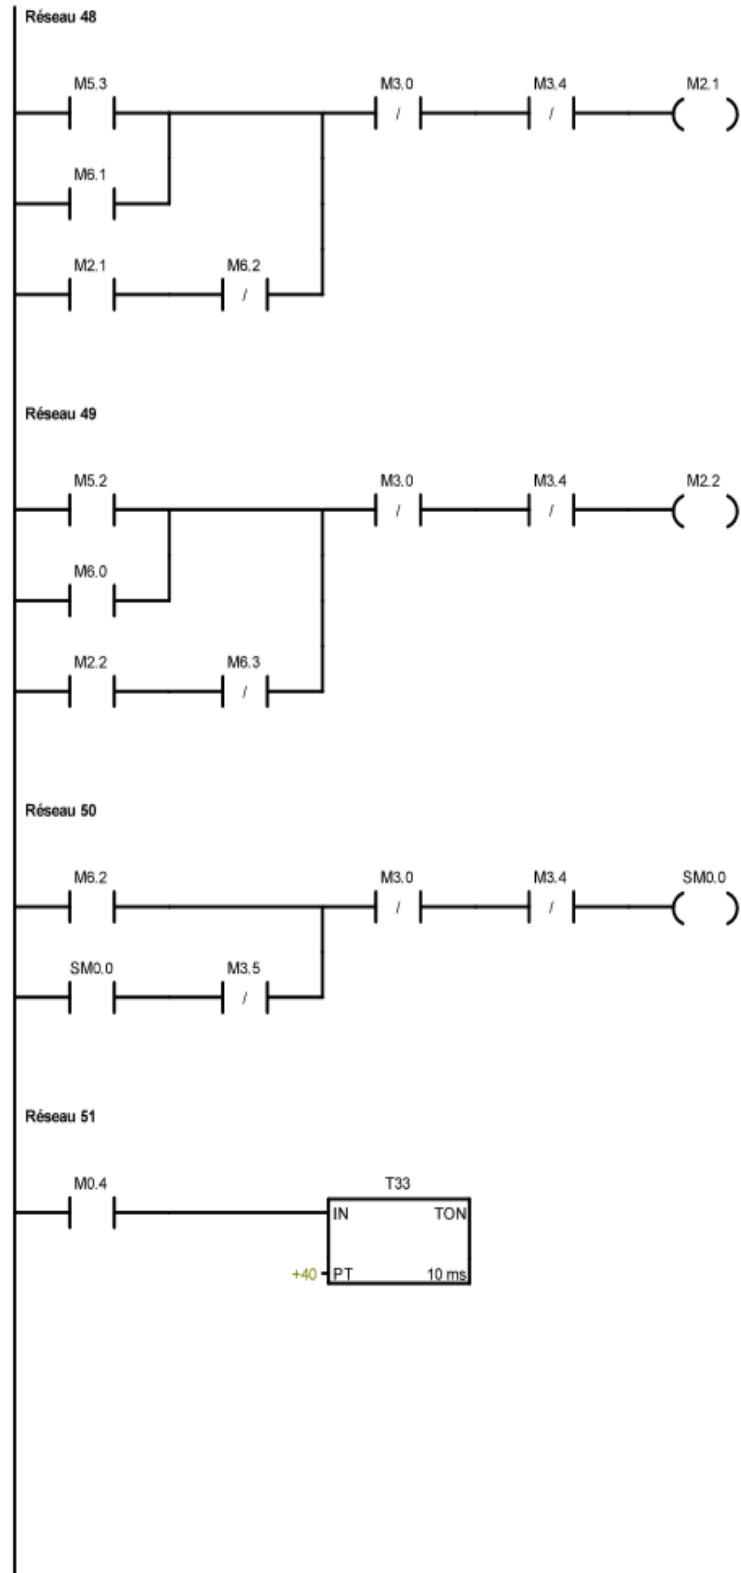 Réseau 48
M5.3 M3.0 M3.4 M2.1
/ /
M6.1
M2.1 M6.2
/
Réseau 49
M5.2 M3.0 M3.4 M2.2
/ /
M6.0
M2.2 M6.3
/
Réseau 50
M6.2 M3.0 M3.4 SM0.0
/ /
SM0.0 M3.5
/
Réseau 51
M0.4 T33
IN TON
+40 PT 10 ms